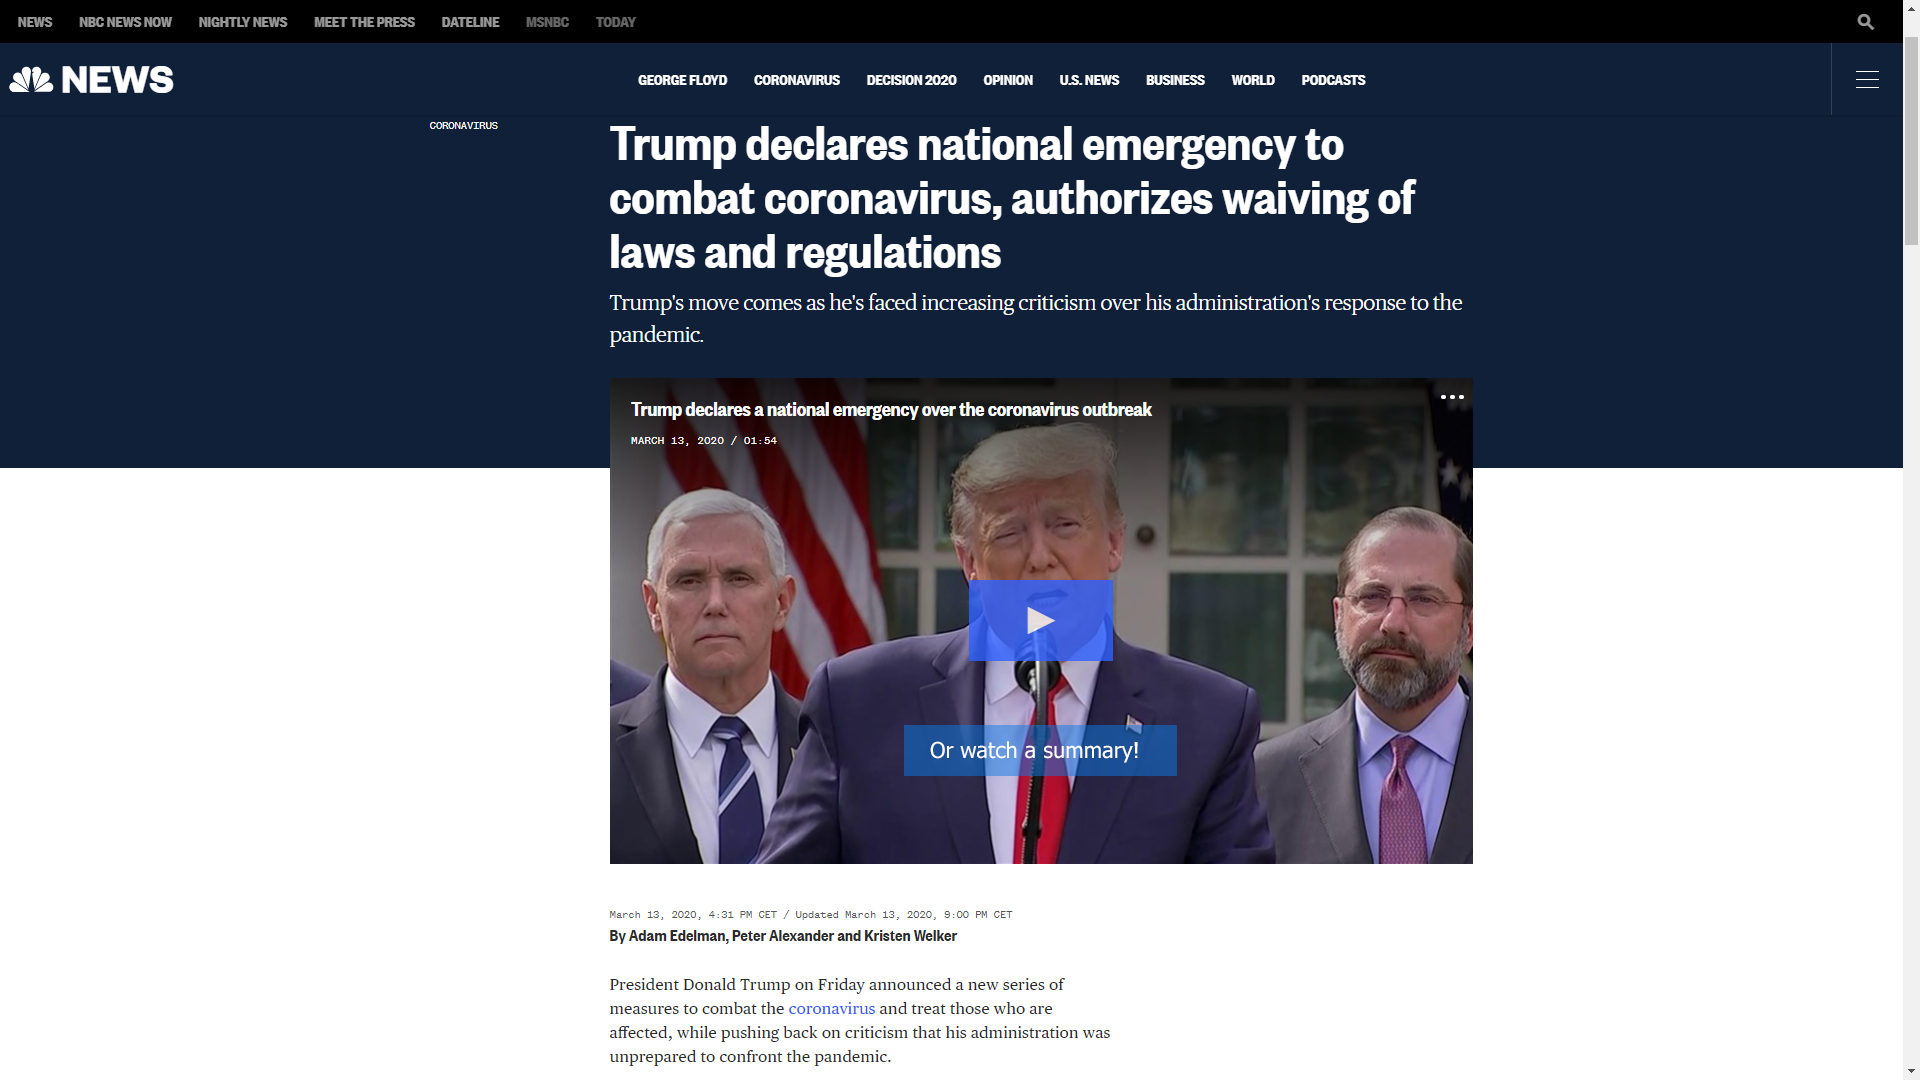 NEWS NBC NEWS NOW NIGHTLY NEWS MEET THE PRESS DATELINE MSNBC TODAY
NEWS
GEORGE FLOYD CORONAVIRUS DECISION 2020 OPINION U.S. NEWS BUSINESS WORLD PODCASTS
CORONAVIRUS
Trump declares national emergency to
combat coronavirus, authorizes waiving of
laws and regulations
Trump's move comes as he's faced increasing criticism over his administration's response to the
pandemic.
Trump declares a national emergency over the coronavirus outbreak
MARCH 13, 2020 / 01:54
Or watch a summary!
March 13, 2020, 4:31 PM CET / Updated March 13, 2020, 9:00 PM CET
By Adam Edelman, Peter Alexander and Kristen Welker
President Donald Trump on Friday announced a new series of
measures to combat the coronavirus and treat those who are
affected, while pushing back on criticism that his administration was
unprepared to confront the pandemic.